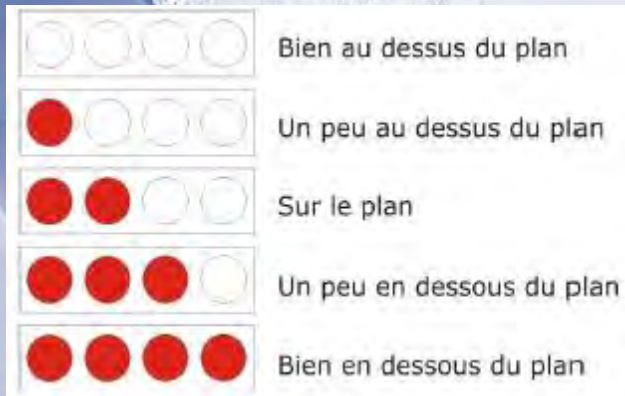 Bien au dessus du plan
Un peu au dessus du plan
Sur le plan
Un peu en dessous du plan
Bien en dessous du plan